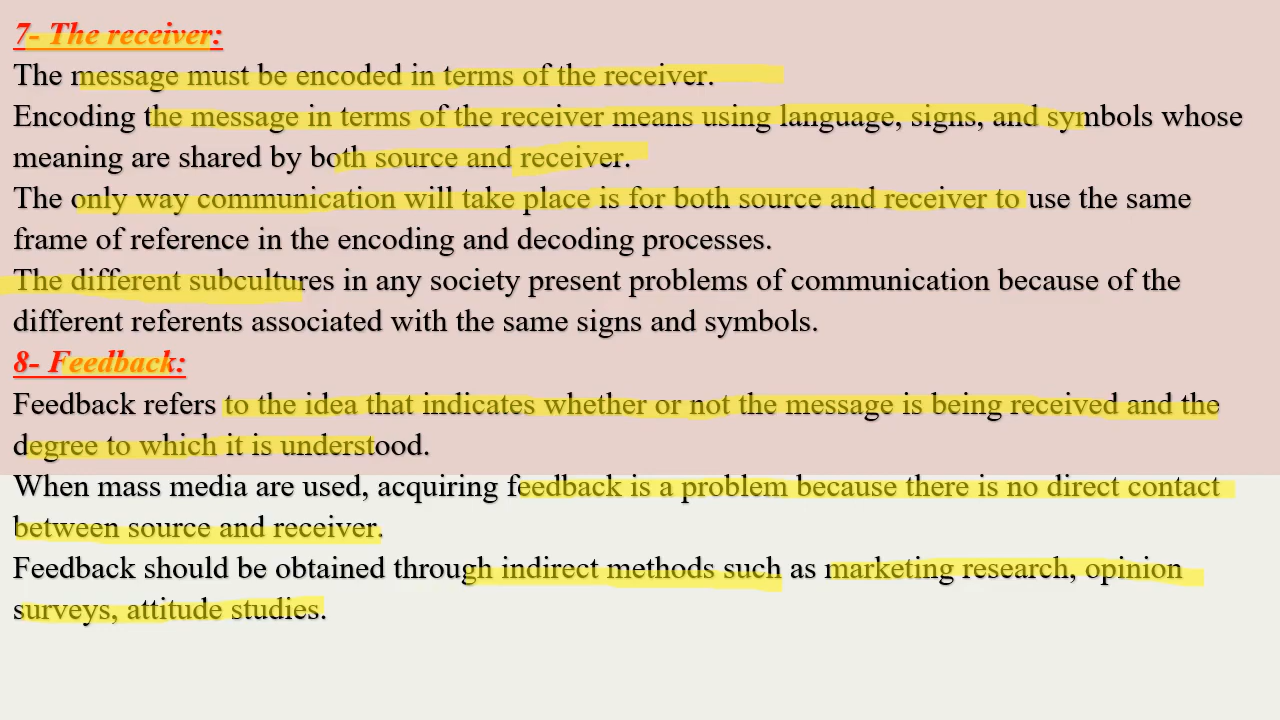 7- The receiver:
The message must be encoded in terms of the receiver.
Encoding the message in terms of the receiver means using language, signs, and symbols whose
meaning are shared by both source and receiver.
The only way communication will take place is for both source and receiver to use the same
frame of reference in the encoding and decoding processes.
The different subcultures in any society present problems of communication because of the
different referents associated with the same signs and symbols.
8- Feedback:
Feedback refers to the idea that indicates whether or not the message is being received and the
degree to which it is understood.
When mass media are used, acquiring feedback is a problem because there is no direct contact
between source and receiver.
Feedback should be obtained through indirect methods such as marketing research, opinion
surveys, attitude studies.